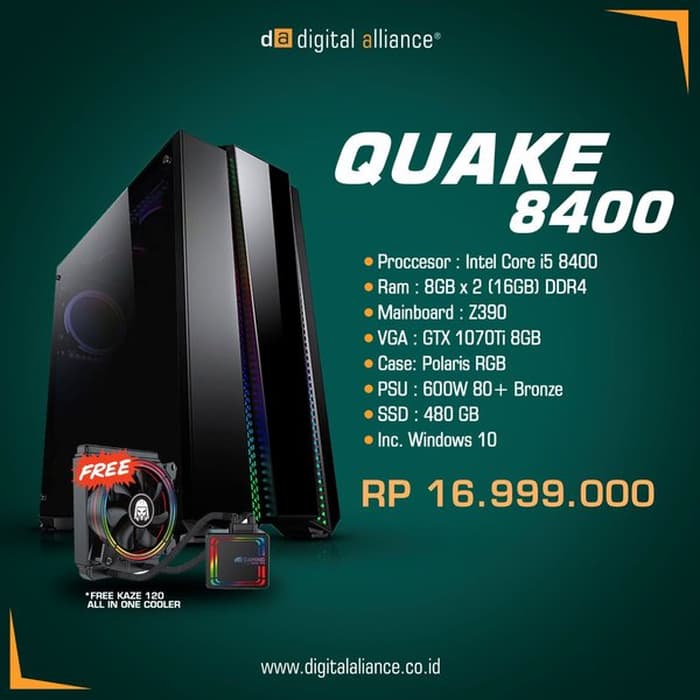 da digital alliance®
QUAKE
8400
• Proccesor : Intel Core i5 8400
• Ram : 8GB x 2 (16GB) DDR4
• Mainboard : Z390
• VGA : GTX 1070Ti 8GB
• Case: Polaris RGB
• PSU : 600W 80+ Bronze
• SSD : 480 GB
• Inc. Windows 10
RP 16.999.000
FREE
GAMING
*FREE KAZE 120
ALL IN ONE COOLER
www.digitalaliance.co.id